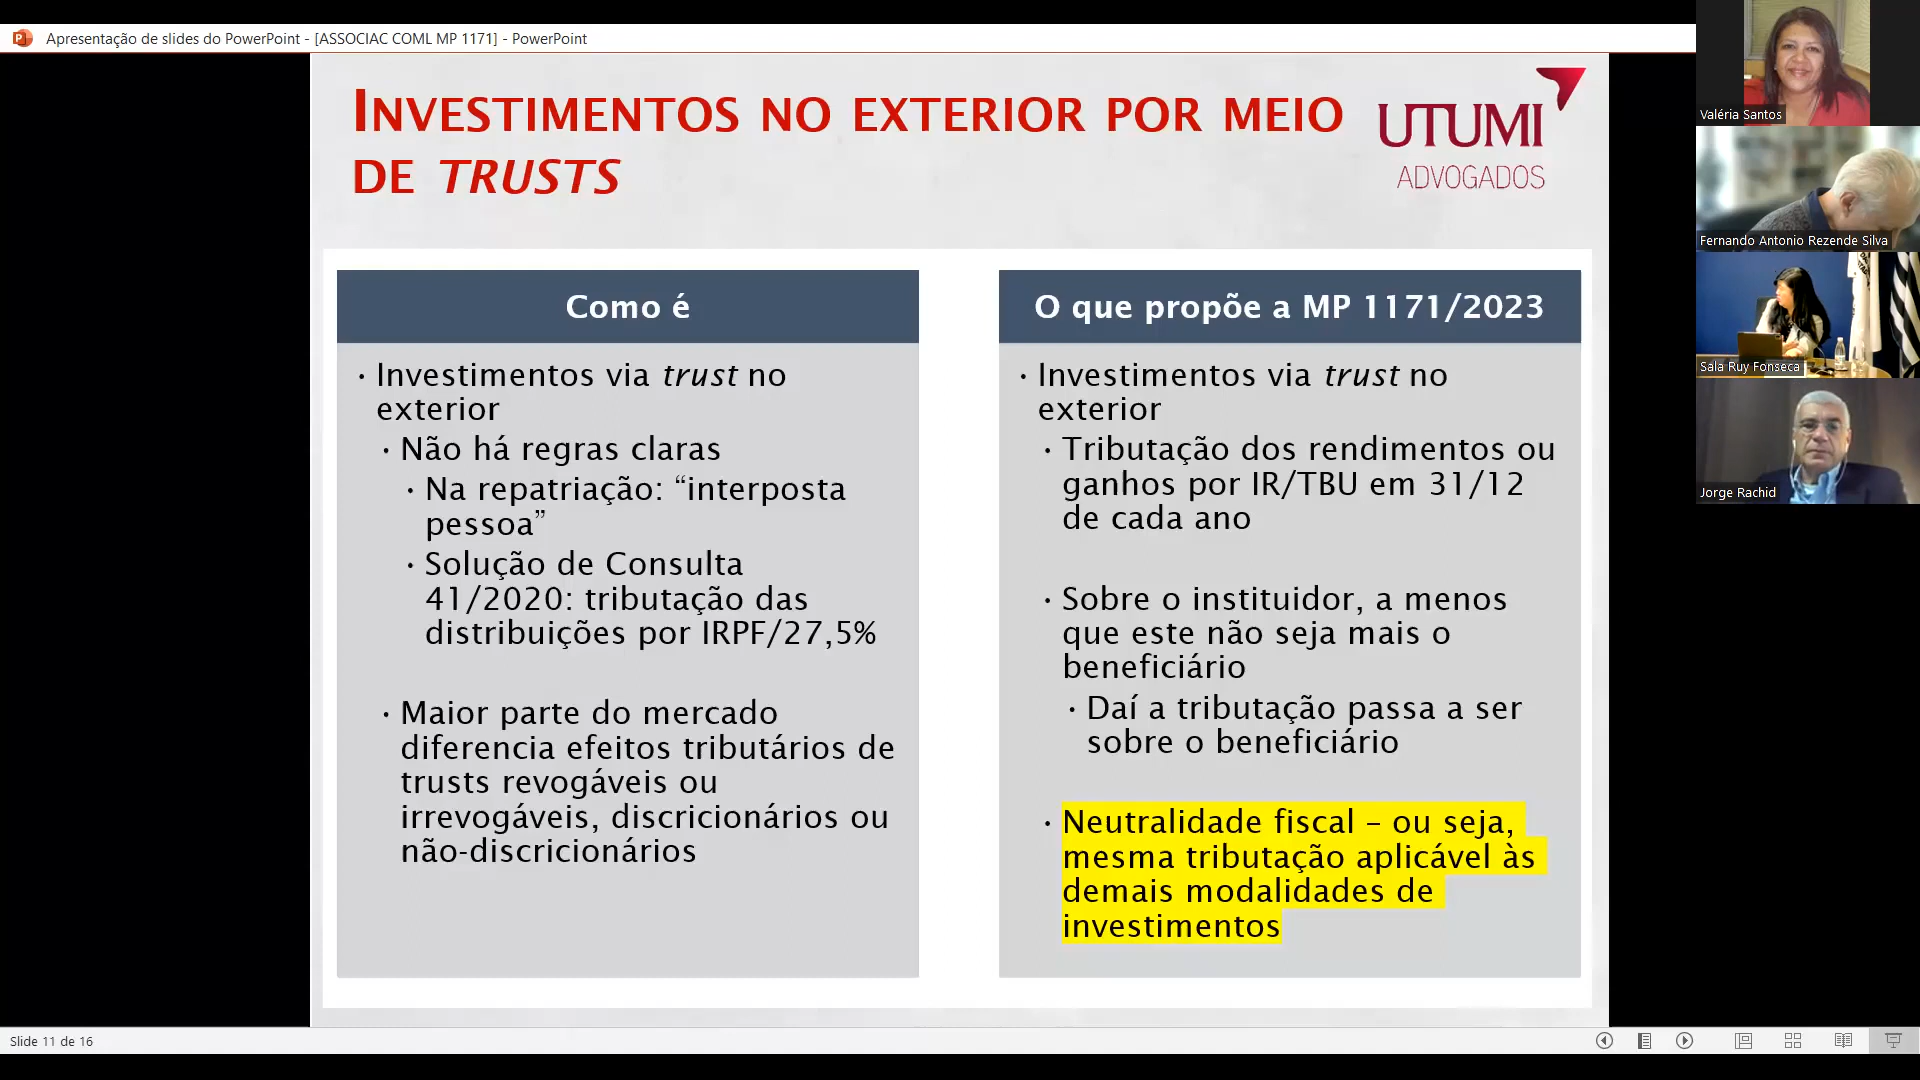 Apresentação de slides do PowerPoint - [ASSOCIAC COML MP 1171] - PowerPoint
INVESTIMENTOS NO EXTERIOR POR MEIO
DE TRUSTS
UTUMI
ADVOGADOS
Como é
• Investimentos via trust no
exterior
• Não há regras claras
• Na repatriação: “interposta
pessoa”
• Solução de Consulta
41/2020: tributação das
distribuições por IRPF/27,5%
• Maior parte do mercado
diferencia efeitos tributários de
trusts revogáveis ou
irrevogáveis, discricionários ou
não-discricionários
O que propõe a MP 1171/2023
• Investimentos via trust no
exterior
• Tributação dos rendimentos ou
ganhos por IR/TBU em 31/12
de cada ano
• Sobre o instituidor, a menos
que este não seja mais o
beneficiário
• Daí a tributação passa a ser
sobre o beneficiário
• Neutralidade fiscal – ou seja,
mesma tributação aplicável às
demais modalidades de
investimentos
Valéria Santos
Fernando Antonio Rezende Silva
Sala Ruy Fonseca
Jorge Rachid
Slide 11 de 16